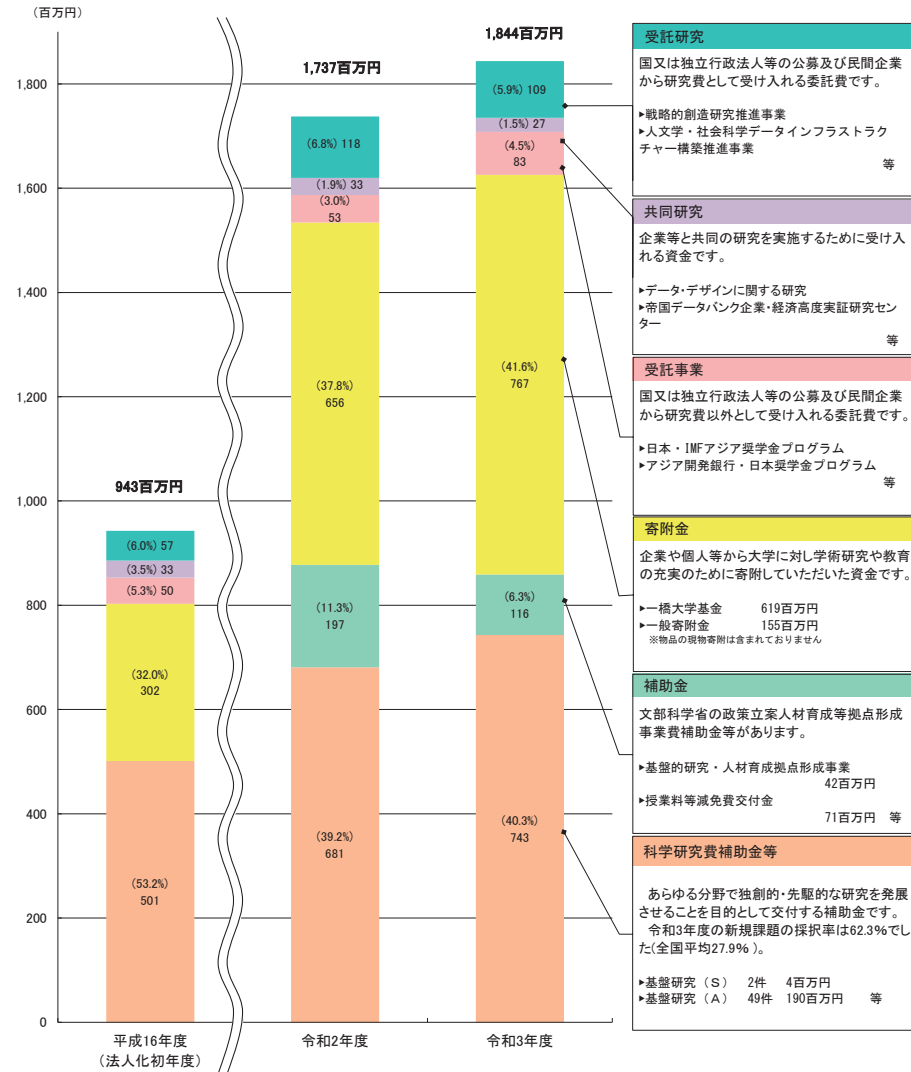 (百万円)
1,844百万円
1,737百万円
943百万円
1,800
1,600
1,400
1,200
1,000
800
600
400
200
0
(6.0%) 57
(3.5%) 33
(5.3%) 50
(32.0%)
302
(53.2%)
501
平成16年度
(法人化初年度)
(6.8%) 118
(1.9%) 33
(3.0%)
53
(37.8%)
656
(11.3%)
197
(39.2%)
681
令和2年度
(5.9%) 109
(1.5%) 27
(4.5%)
83
(41.6%)
767
(6.3%)
116
(40.3%)
743
令和3年度
受託研究
国又は独立行政法人等の公募及び民間企業
から研究費として受け入れる委託費です。
▶戦略的創造研究推進事業
▶人文学・社会科学データインフラストラク
チャー構築推進事業
等
共同研究
企業等と共同の研究を実施するために受け入
れる資金です。
▶データ・デザインに関する研究
▶帝国データバンク企業・経済高度実証研究セン
ター
等
受託事業
国又は独立行政法人等の公募及び民間企業
から研究費以外として受け入れる委託費です。
▶日本・IMFアジア奨学金プログラム
▶アジア開発銀行・日本奨学金プログラム
等
寄附金
企業や個人等から大学に対し学術研究や教育
の充実のために寄附していただいた資金です。
▶一橋大学基金 619百万円
▶一般寄附金 155百万円
※物品の現物寄附は含まれておりません
補助金
文部科学省の政策立案人材育成等拠点形成
事業費補助金等があります。
▶基盤的研究・人材育成拠点形成事業
42百万円
▶授業料等減免費交付金
71百万円 等
科学研究費補助金等
あらゆる分野で独創的・先駆的な研究を発展
させることを目的として交付する補助金です。
令和3年度の新規課題の採択率は62.3%でし
た(全国平均27.9%)。
▶基盤研究(S) 2件 4百万円
▶基盤研究(A) 49件 190百万円 等